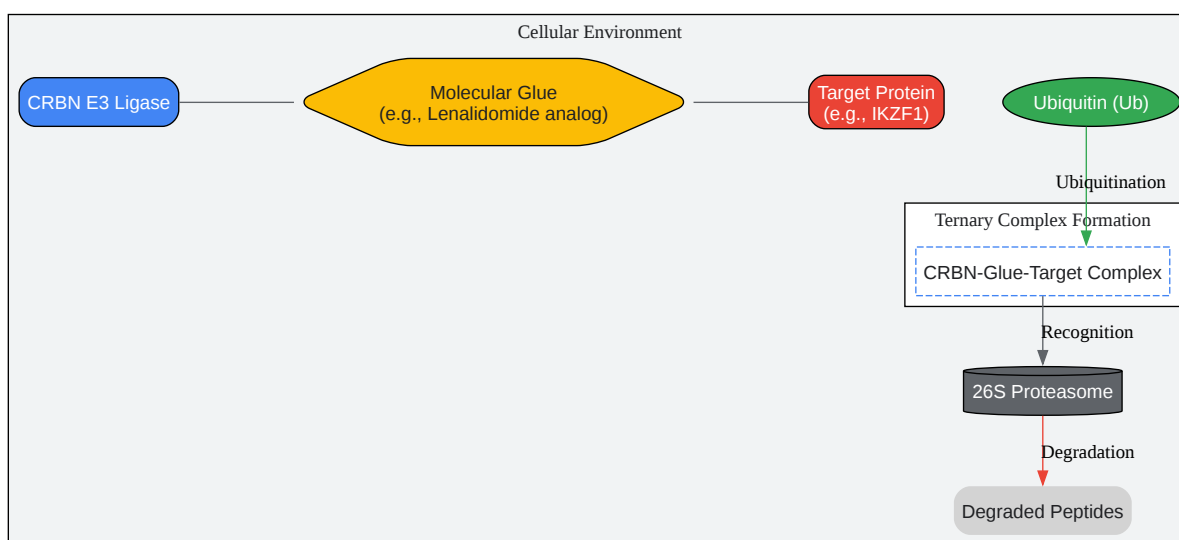 Cellular Environment
CRBN E3 Ligase
Molecular Glue
(e.g., Lenalidomide analog)
Target Protein
(e.g., IKZF1)
Ubiquitin (Ub)
Ubiquitination
Ternary Complex Formation
CRBN-Glue-Target Complex
Recognition
26S Proteasome
Degradation
Degraded Peptides